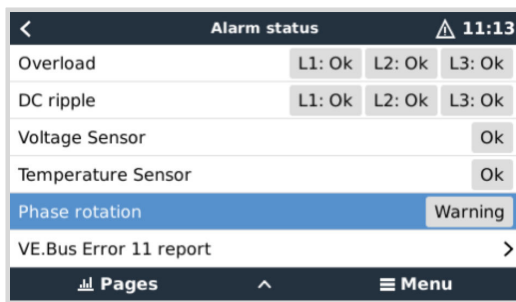 Alarm status 11:13
Overload L1: Ok L2: Ok L3: Ok
DC ripple L1: Ok L2: Ok L3: Ok
Voltage Sensor Ok
Temperature Sensor Ok
Phase rotation Warning
VE.Bus Error 11 report
Pages Menu